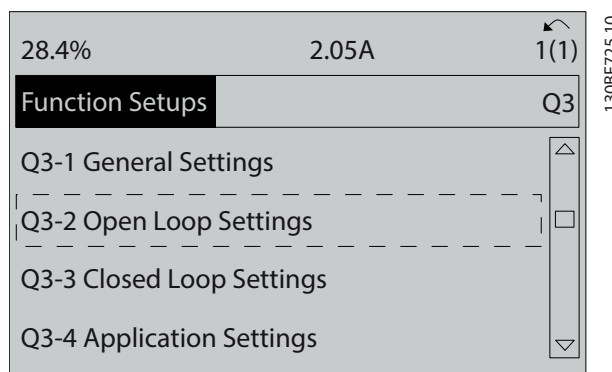 28.4% 2.05A 1(1)
Function Setups Q3
Q3-1 General Settings
Q3-2 Open Loop Settings
Q3-3 Closed Loop Settings
Q3-4 Application Settings
130BF725.10